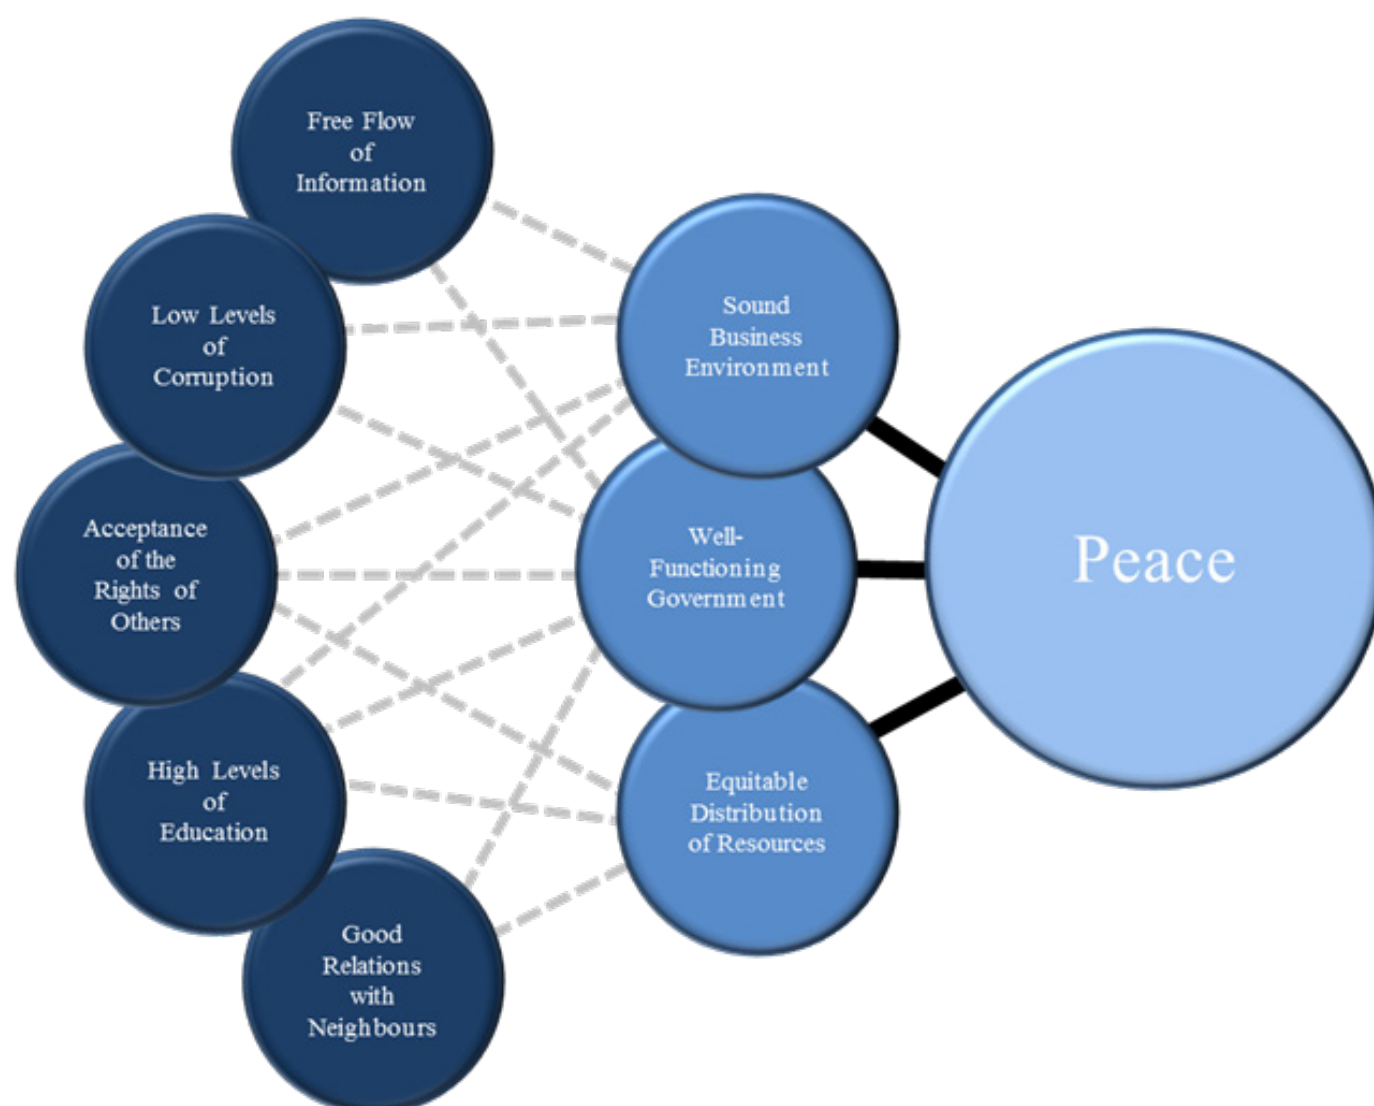 Free Flow
of
Information
Low Levels
of
Corruption
Acceptance
of the
Rights of
Others
High Levels
of
Education
Good
Relations
with
Neighbours
Sound
Business
Environment
Well-
Functioning
Government
Equitable
Distribution
of Resources
Peace